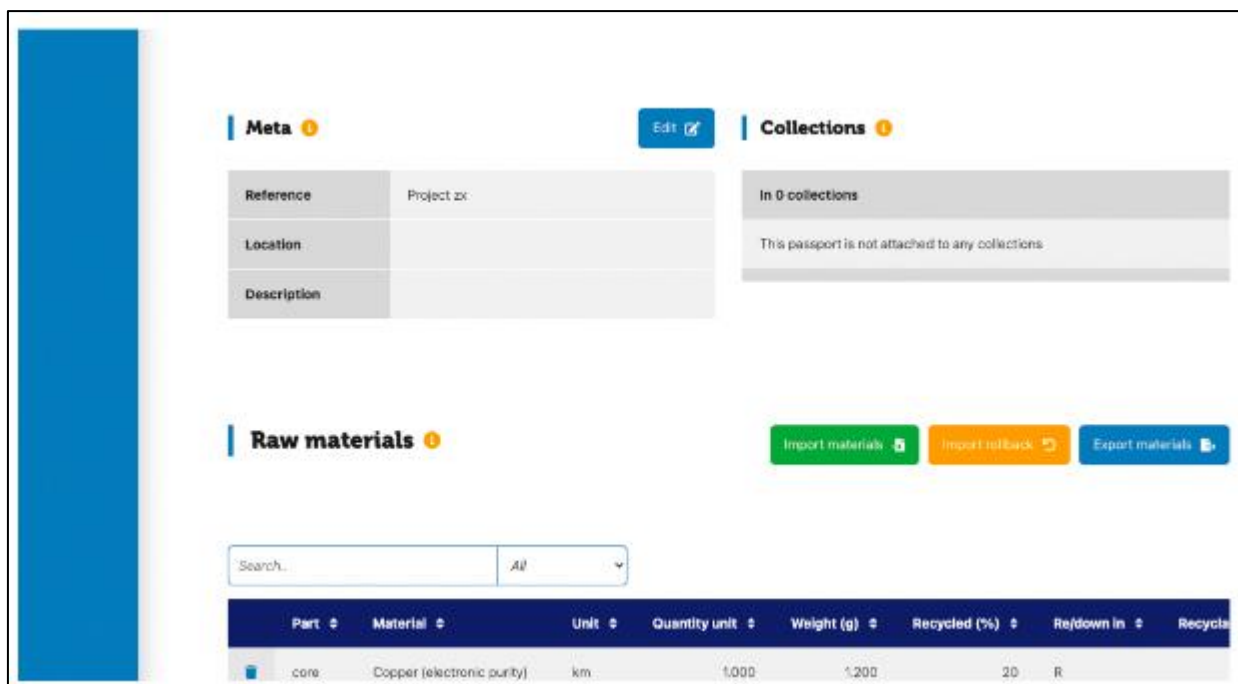 Meta
Edit
Collections
Reference Project zx
In 0 collections
Location
This passport is not attached to any collections
Description
Raw materials
Import materials Import rollback Export materials
Search.. All
Part Material Unit Quantity unit Weight (g) Recycled (%) Re/down in Recycla
core Copper (electronic purity) km 1.000 1.200 20 R